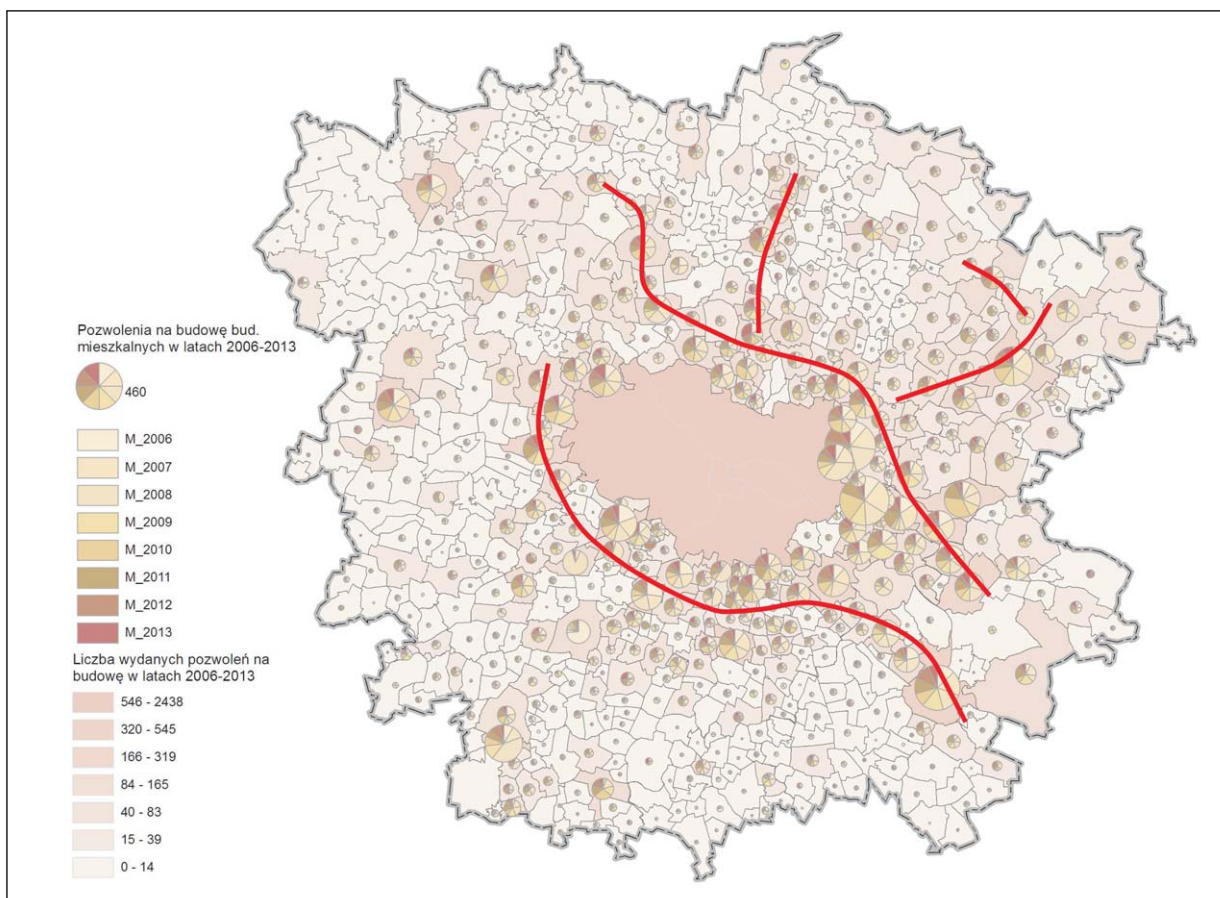 Pozwolenia na budowę bud.
mieszkalnych w latach 2006-2013
460
M_2006
M_2007
M_2008
M_2009
M_2010
M_2011
M_2012
M_2013
Liczba wydanych pozwoleń na
budowę w latach 2006-2013
546 - 2438
320 - 545
166 - 319
84 - 165
40 - 83
15 - 39
0 - 14